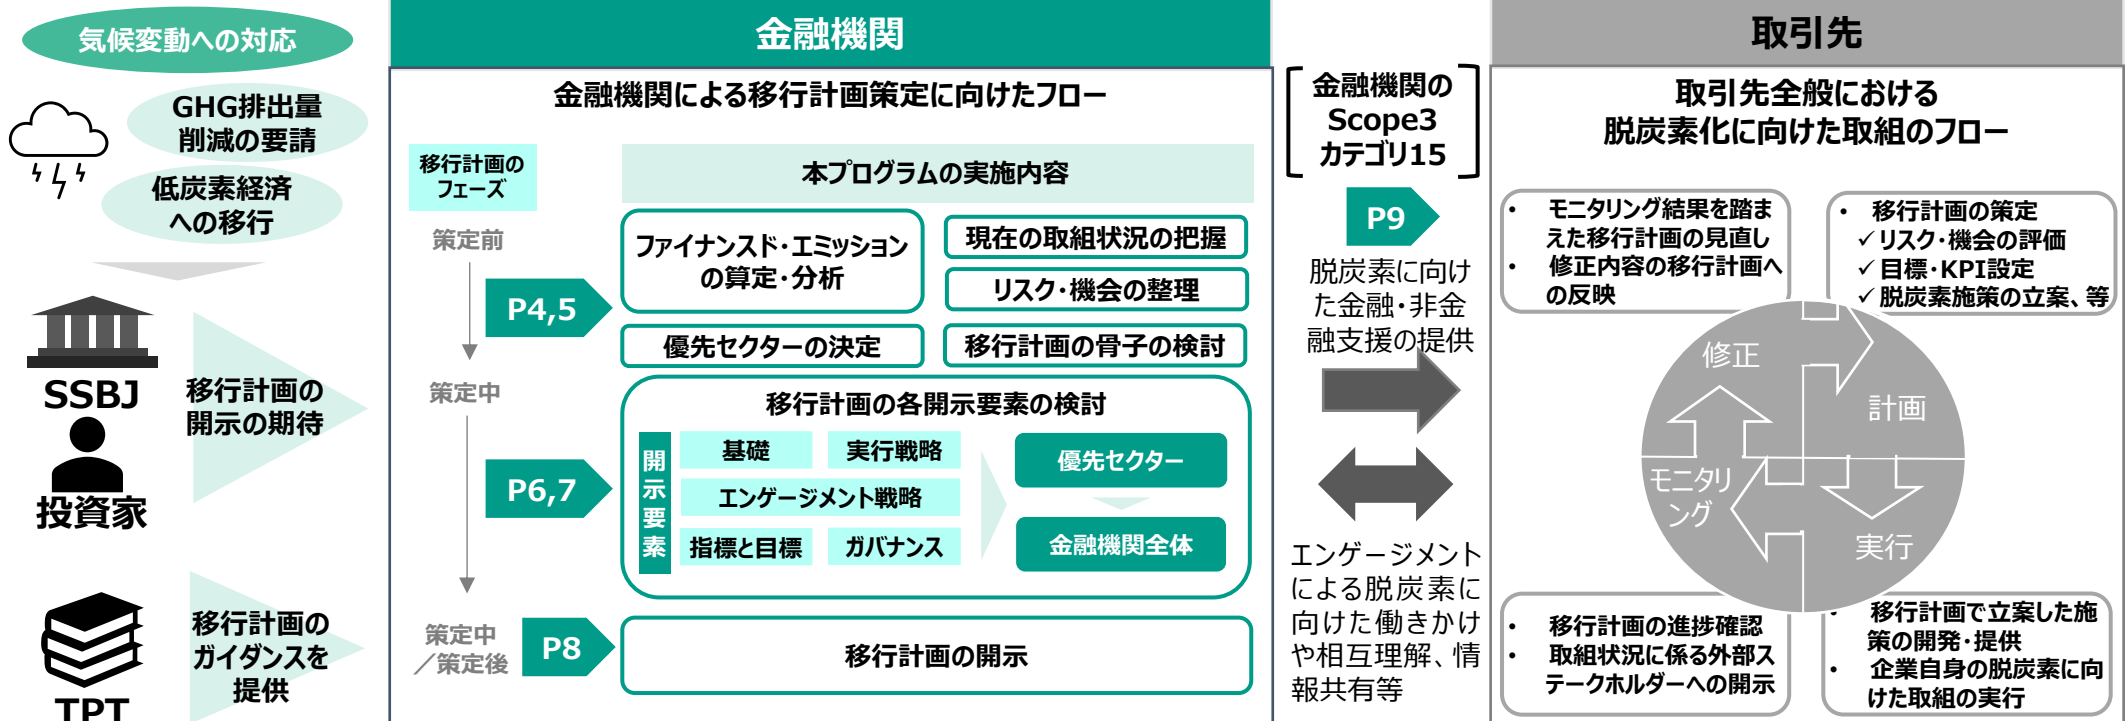 気候変動への対応
GHG排出量
削減の要請
低炭素経済
への移行
SSBJ
投資家
移行計画の
開示の期待
TPT
移行計画の
ガイダンスを
提供
金融機関
金融機関による移行計画策定に向けたフロー
移行計画の
フェーズ
本プログラムの実施内容
策定前
P4,5
ファイナンスド・エミッション
の算定・分析
現在の取組状況の把握
リスク・機会の整理
優先セクターの決定
移行計画の骨子の検討
策定中
P6,7
移行計画の各開示要素の検討
開示要素
基礎
実行戦略
エンゲージメント戦略
指標と目標
ガバナンス
優先セクター
金融機関全体
策定中
／策定後
P8
移行計画の開示
金融機関の
Scope3
カテゴリ15
P9
脱炭素に向け
た金融・非金
融支援の提供
エンゲージメント
による脱炭素に
向けた働きかけ
や相互理解、情
報共有等
取引先
取引先全般における
脱炭素化に向けた取組のフロー
• モニタリング結果を踏ま
えた移行計画の見直し
• 修正内容の移行計画へ
の反映
• 移行計画の策定
✓リスク・機会の評価
✓目標・KPI設定
✓脱炭素施策の立案、等
修正
計画
モニタリ
ング
実行
• 移行計画の進捗確認
• 取組状況に係る外部ス
テークホルダーへの開示
• 移行計画で立案した施
策の開発・提供
• 企業自身の脱炭素に向
けた取組の実行